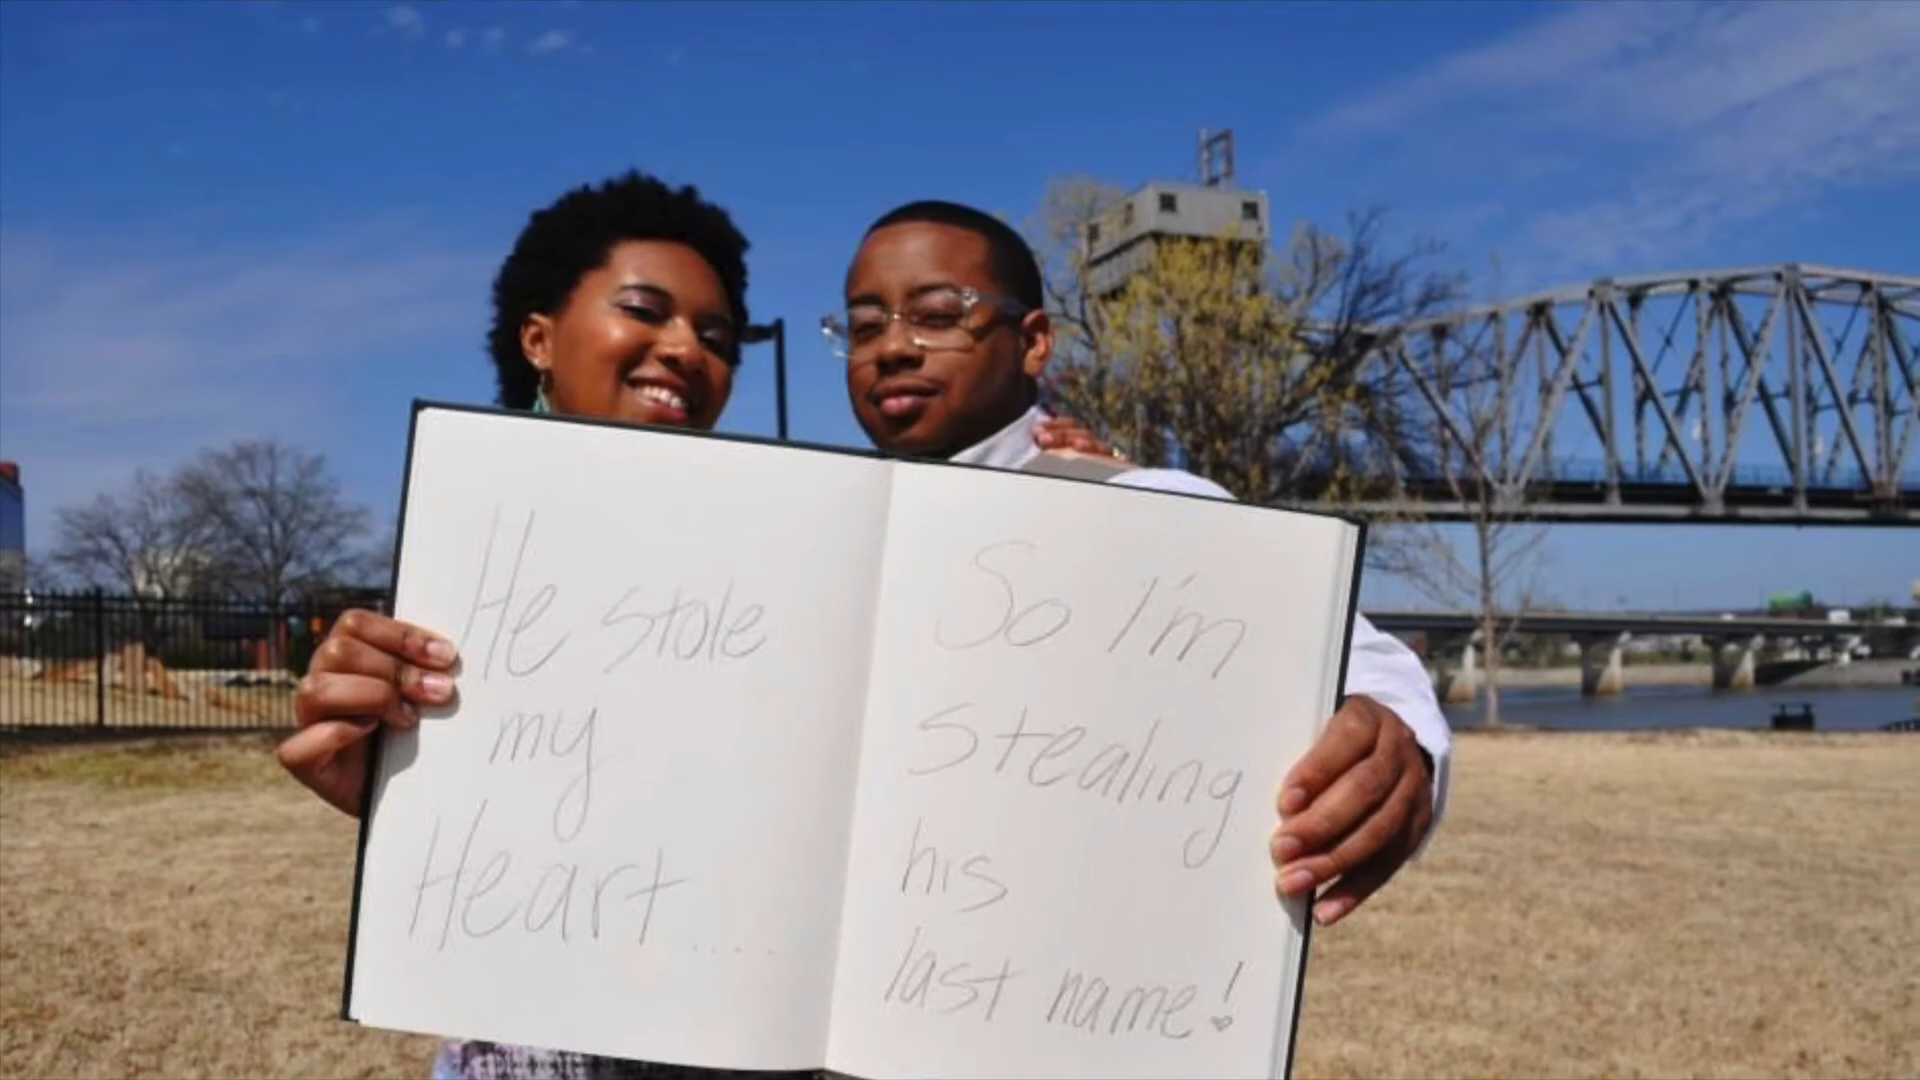 He stole
my
Heart....
So I'm
stealing
his
last name!